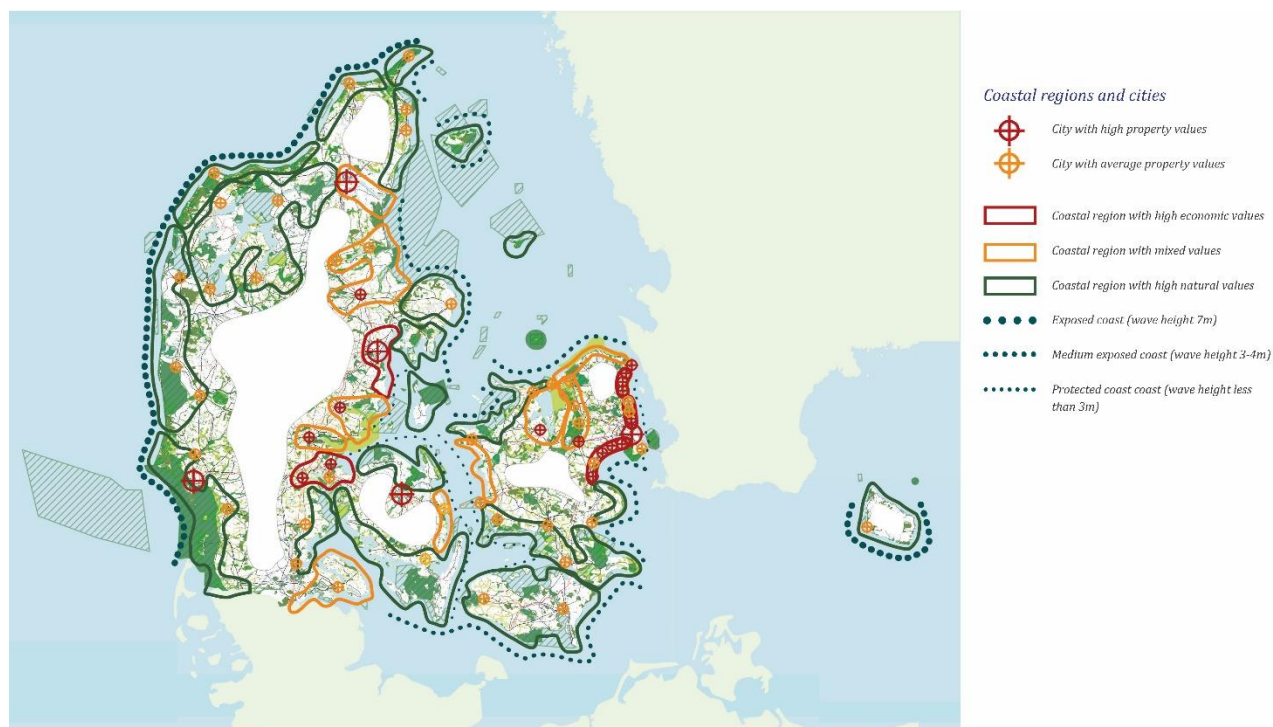 Coastal regions and cities
City with high property values
City with average property values
Coastal region with high economic values
Coastal region with mixed values
Coastal region with high natural values
Exposed coast (wave height 7m)
Medium exposed coast (wave height 3-4m)
Protected coast coast (wave height less
than 3m)